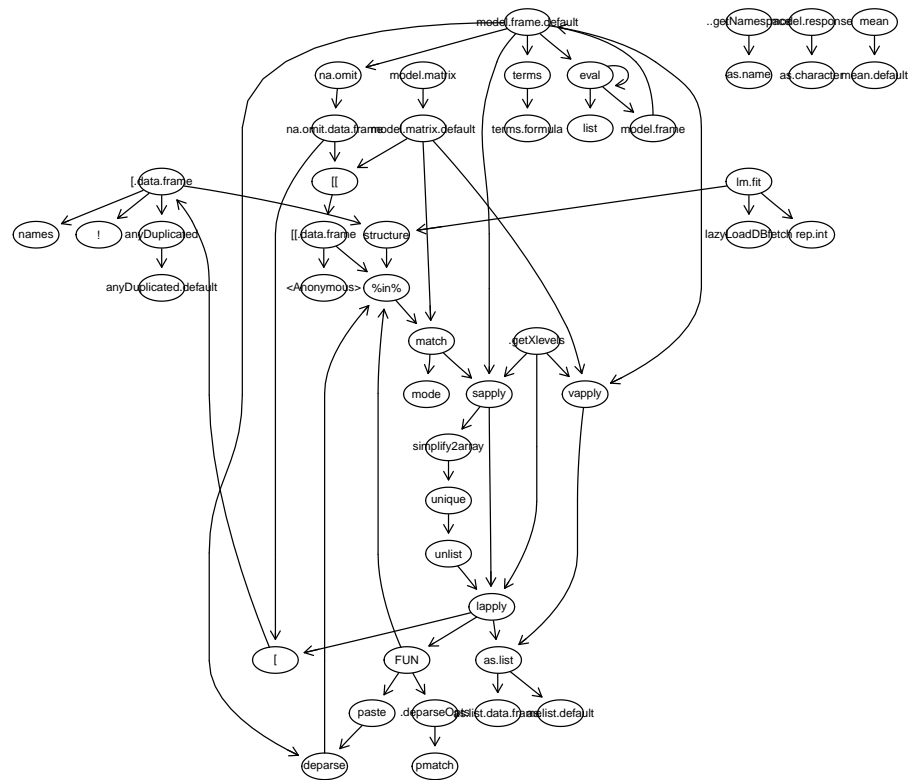 model.frame.default
..getNamespace
model.response
mean
na.omit
model.matrix
terms
eval
as.name
as.character
mean.default
na.omit.data.frame
model.matrix.default
terms.formula
list
model.frame
[.data.frame
[[
lm.fit
names
!
anyDuplicated
[[.data.frame
structure
lazyLoadDBfetch
rep.int
anyDuplicated.default
<Anonymous>
%in%
match
.getXlevels
mode
sapply
vapply
simplify2array
unique
unlist
lapply
[
FUN
as.list
paste
.deparseOpts
as.list.data.frame
as.list.default
deparse
pmatch